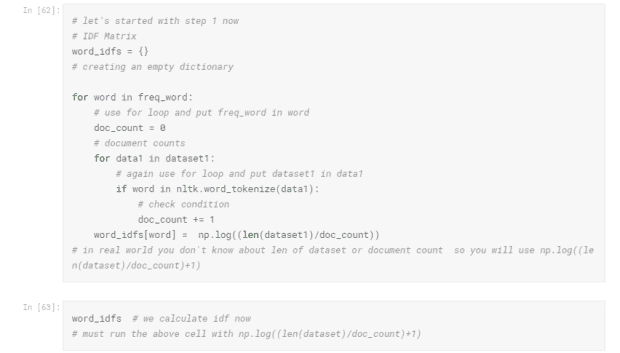 In [62]:
# let's started with step 1 now
# IDF Matrix
word_idfs = {}
# creating an empty dictionary
for word in freq_word:
# use for loop and put freq_word in word
doc_count = 0
# document counts
for data1 in dataset1:
# again use for loop and put dataset1 in data1
if word in nltk.word_tokenize(data1):
# check condition
doc_count += 1
word_idfs[word] =  np.log((len(dataset1)/doc_count))
# in real world you don't know about len of dataset or document count  so you will use np.log((le
n(dataset)/doc_count)+1)
In [63]:
word_idfs  # we calculate idf now
# must run the above cell with np.log((len(dataset)/doc_count)+1)